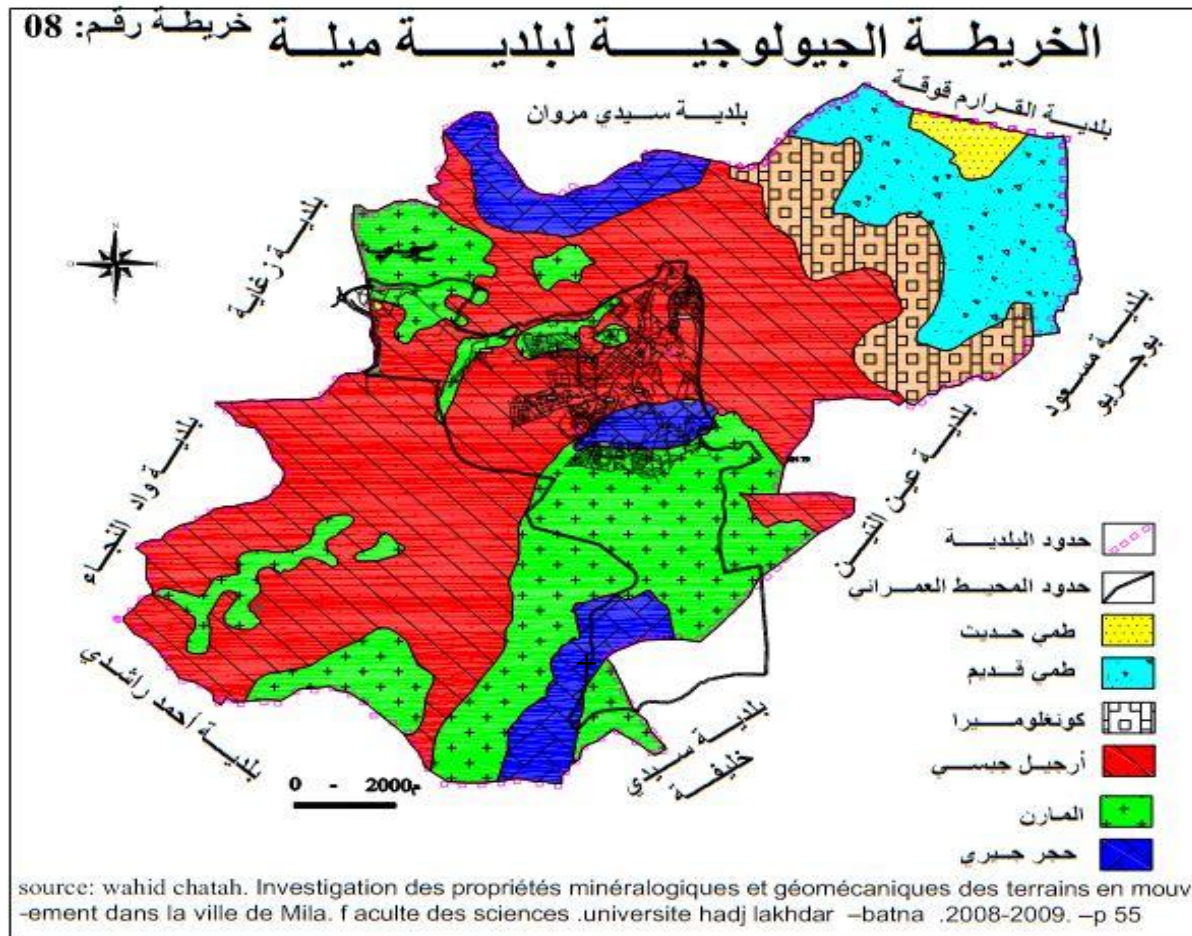 خريطة رقم: 08
الخريطة الجيولوجية لبلدية ميلة
بلدية القرارم قوقة
بلدية سيدي مروان
بلدية زغاية
بلدية مسعود
بوجريو
بلدية عين التين
بلدية واد النجاء
بلدية أحمد راشدي
بلدية سيدي
خليفة
0 - 2000م
حدود البلدية
حدود المحيط العمراني
طمي حديث
طمي قديم
كونغلوميرا
أرجيل جبسي
المارن
حجر جيري
source: wahid chatah. Investigation des propriétés minéralogiques et géomécaniques des terrains en mouv
-ement dans la ville de Mila. f aculte des sciences .universite hadj lakhdar –batna .2008-2009. –p 55